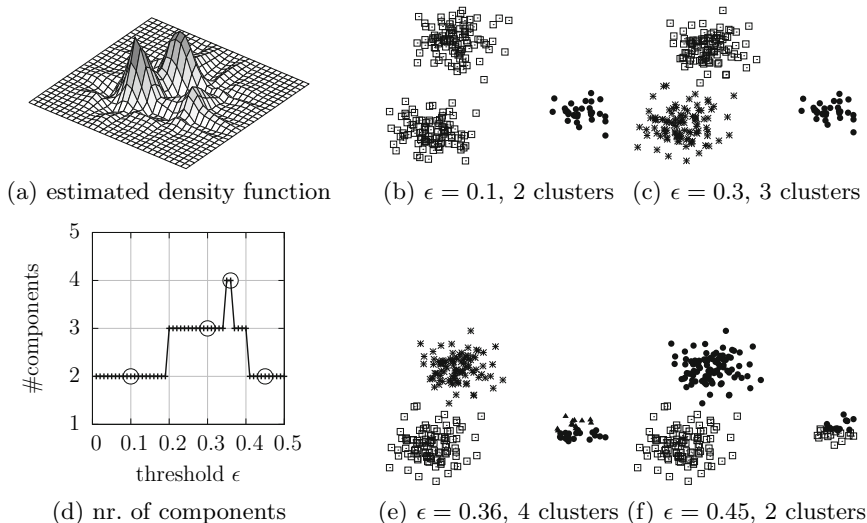 (a) estimated density function
(b) ϵ = 0.1, 2 clusters
(c) ϵ = 0.3, 3 clusters
#components
5
4
3
2
1
0
0.1
0.2
0.3
0.4
0.5
threshold ϵ
(d) nr. of components
(e) ϵ = 0.36, 4 clusters
(f) ϵ = 0.45, 2 clusters